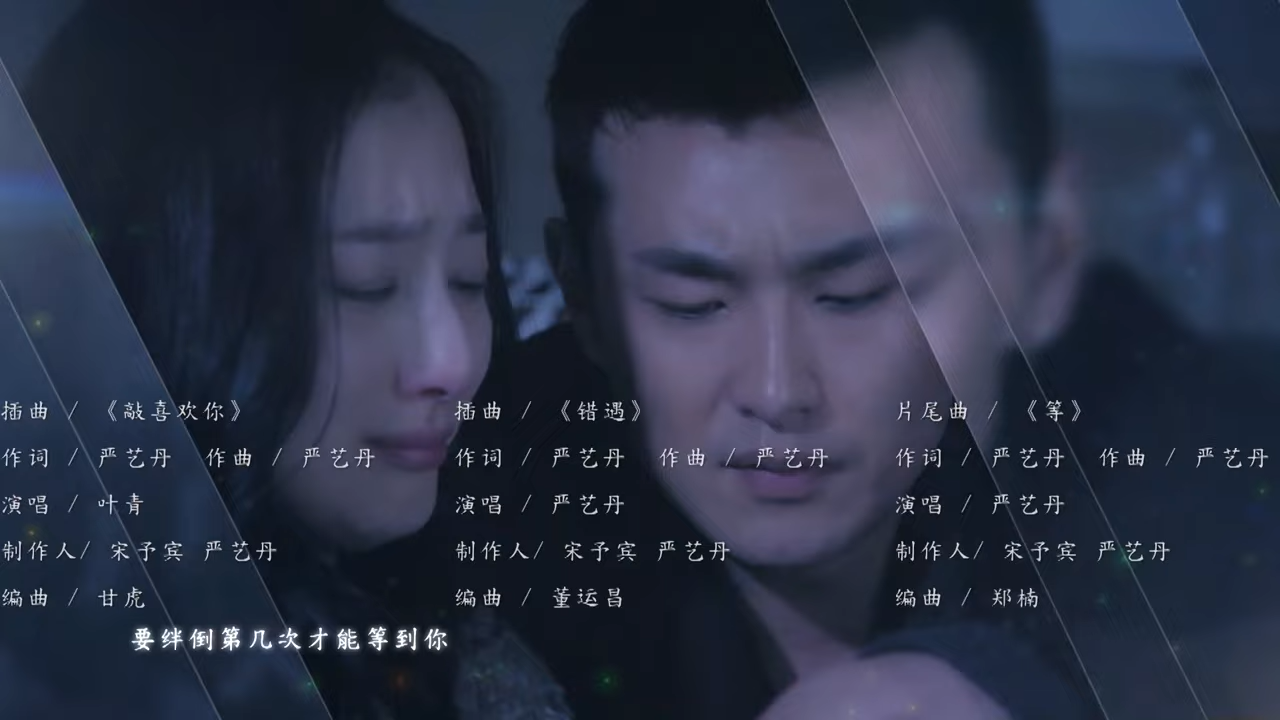 插曲 / 《敲喜欢你》
作词 / 严艺丹 作曲 / 严艺丹
演唱 / 叶青
制作人/ 宋予宾 严艺丹
编曲 / 甘虎
插曲 / 《错遇》
作词 / 严艺丹 作曲 / 严艺丹
演唱 / 严艺丹
制作人/ 宋予宾 严艺丹
编曲 / 董运昌
片尾曲 / 《等》
作词 / 严艺丹 作曲 / 严艺丹
演唱 / 严艺丹
制作人/ 宋予宾 严艺丹
编曲 / 郑楠
要绊倒第几次才能等到你